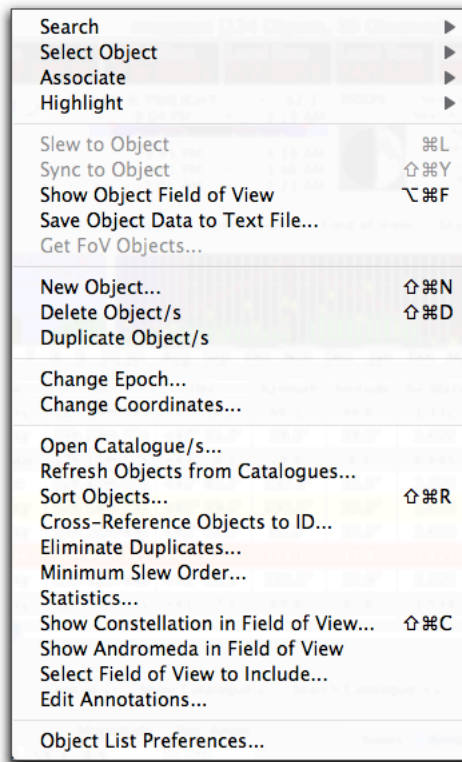 Search
Select Object
Associate
Highlight
Slew to Object ⌘L
Sync to Object ⇧⌘Y
Show Object Field of View ⌥⌘F
Save Object Data to Text File...
Get FoV Objects...
New Object... ⇧⌘N
Delete Object/s ⇧⌘D
Duplicate Object/s
Change Epoch...
Change Coordinates...
Open Catalogue/s...
Refresh Objects from Catalogues...
Sort Objects... ⇧⌘R
Cross-Reference Objects to ID...
Eliminate Duplicates...
Minimum Slew Order...
Statistics...
Show Constellation in Field of View... ⇧⌘C
Show Andromeda in Field of View
Select Field of View to Include...
Edit Annotations...
Object List Preferences...